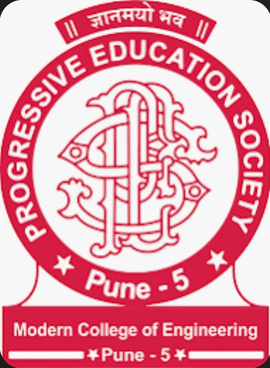 ॥ ज्ञानमयो भव ॥
PROGRESSIVE EDUCATION SOCIETY
Pune - 5
Modern College of Engineering
Pune - 5